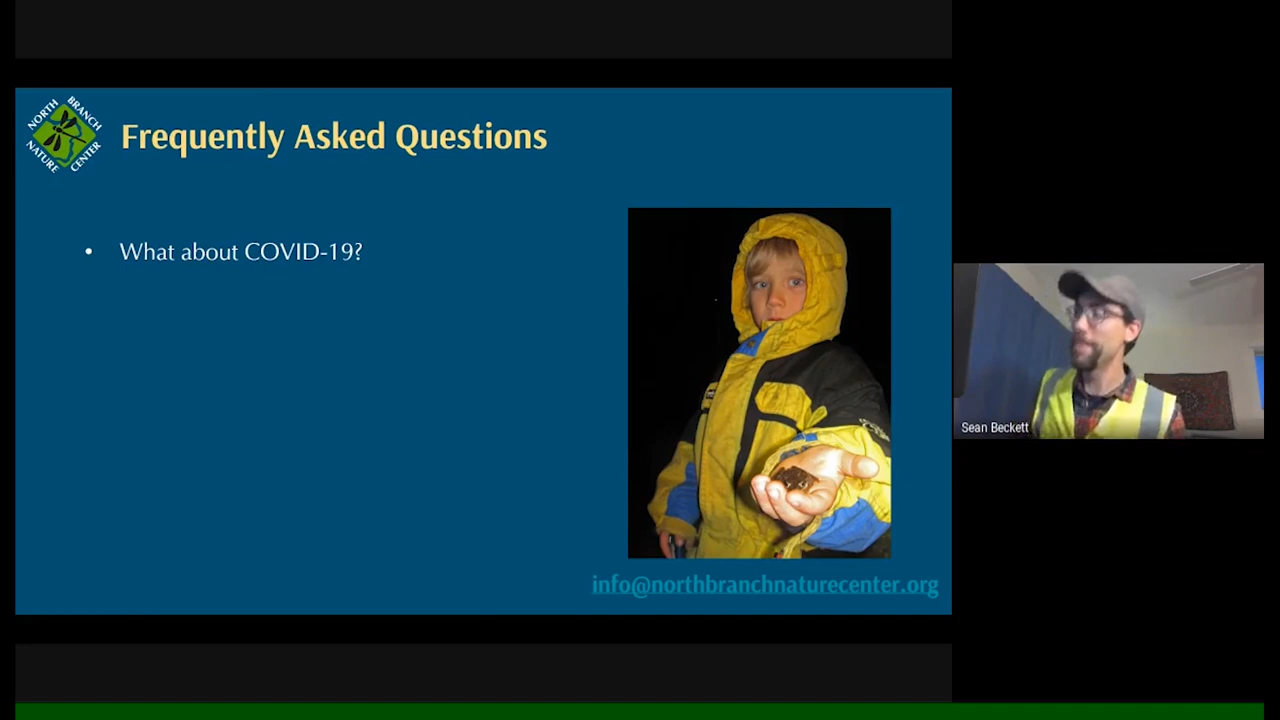 NORTH BRANCH
NATURE CENTER
Frequently Asked Questions
• What about COVID-19?
info@northbranchnaturecenter.org
Sean Beckett